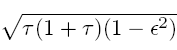 √τ(1 + τ)(1 − ϵ²)